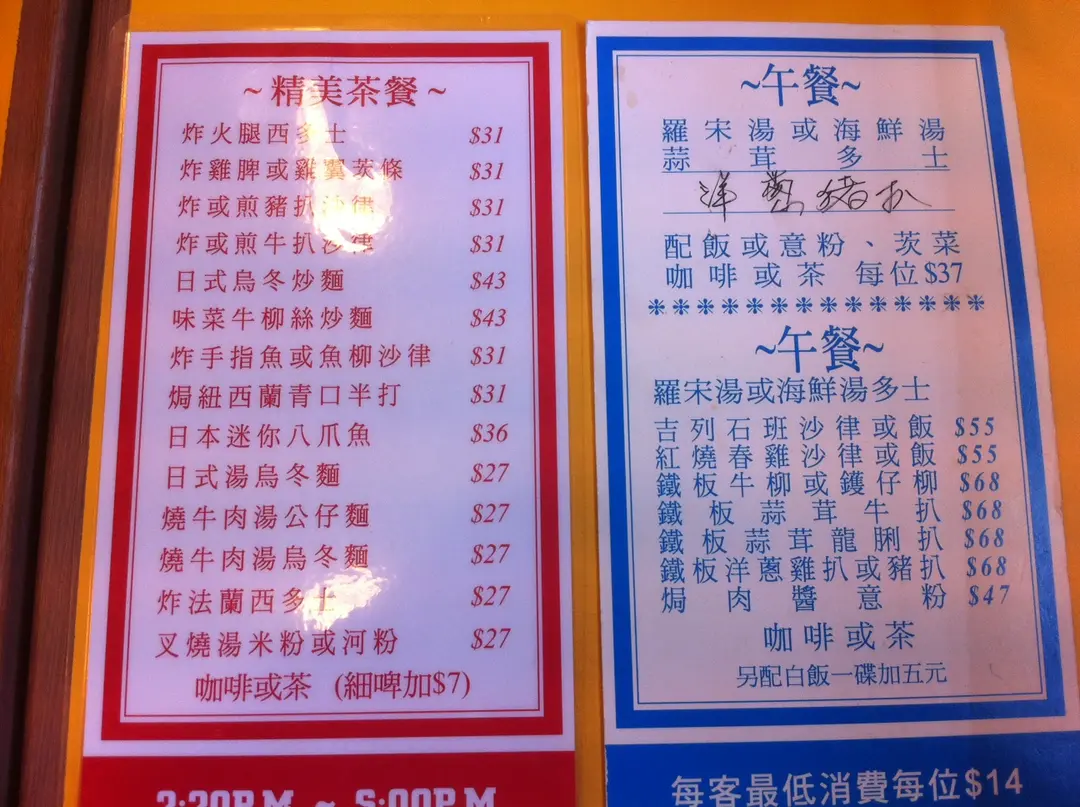 ~精美茶餐~
炸火腿西多士 $31
炸雞脾或雞翼茨條 $31
炸或煎豬扒沙律 $31
炸或煎牛扒沙律 $31
日式烏冬炒麵 $43
味菜牛柳絲炒麵 $43
炸手指魚或魚柳沙律 $31
焗紐西蘭青口半打 $31
日本迷你八爪魚 $36
日式湯烏冬麵 $27
燒牛肉湯公仔麵 $27
燒牛肉湯烏冬麵 $27
炸法蘭西多士 $27
叉燒湯米粉或河粉 $27
咖啡或茶 (細啤加$7)
2:20P.M. ~ 5:00P.M.
~午餐~
羅宋湯或海鮮湯
蒜茸多士
洋蔥豬扒
配飯或意粉、茨菜
咖啡或茶 每位$37
*************
~午餐~
羅宋湯或海鮮湯多士
吉列石班沙律或飯 $55
紅燒春雞沙律或飯 $55
鐵板牛柳或鑊仔柳 $68
鐵板蒜茸牛扒 $68
鐵板蒜茸龍脷扒 $68
鐵板洋蔥雞扒或豬扒 $68
焗肉醬意粉 $47
咖啡或茶
另配白飯一碟加五元
每客最低消費每位$14